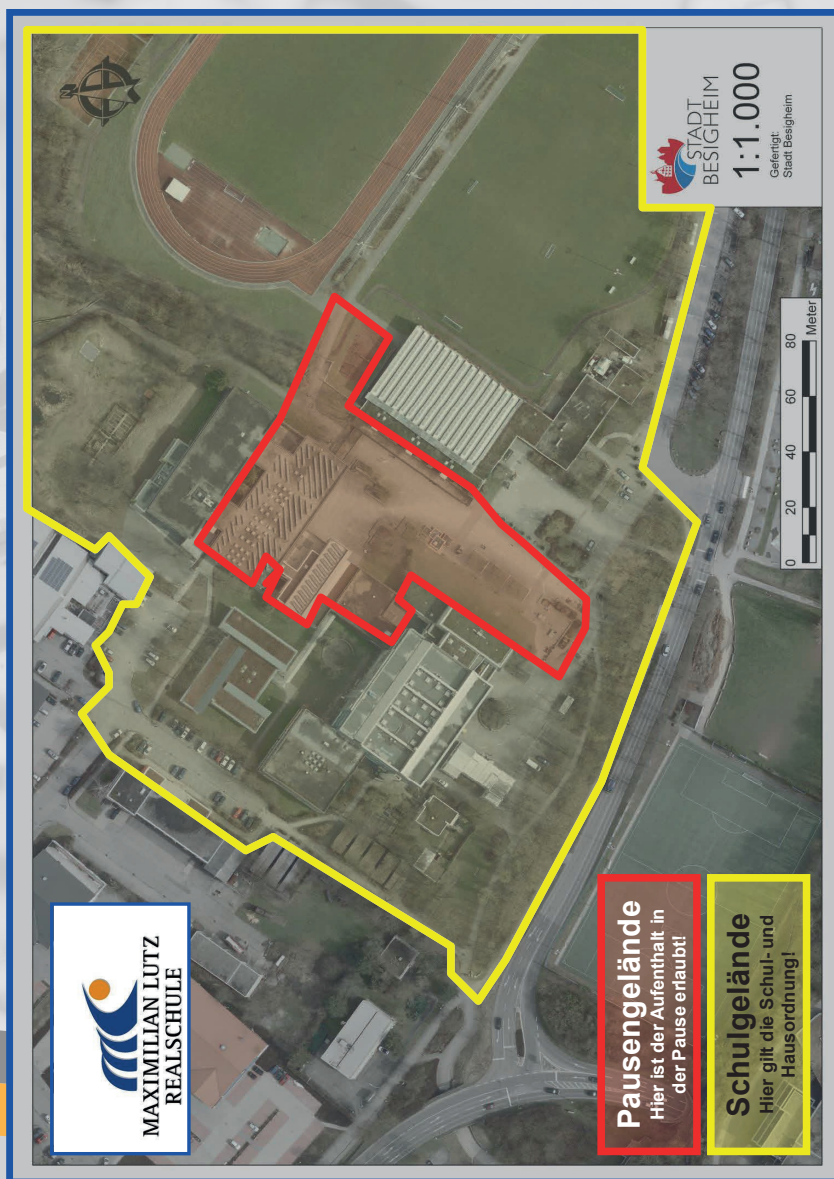 MAXIMILIAN LUTZ
REALSCHULE
N
STADT
BESIGHEIM
1:1.000
Gefertigt:
Stadt Besigheim
0 20 40 60 80
Meter
Pausengelände
Hier ist der Aufenthalt in
der Pause erlaubt!
Schulgelände
Hier gilt die Schul- und
Hausordnung!